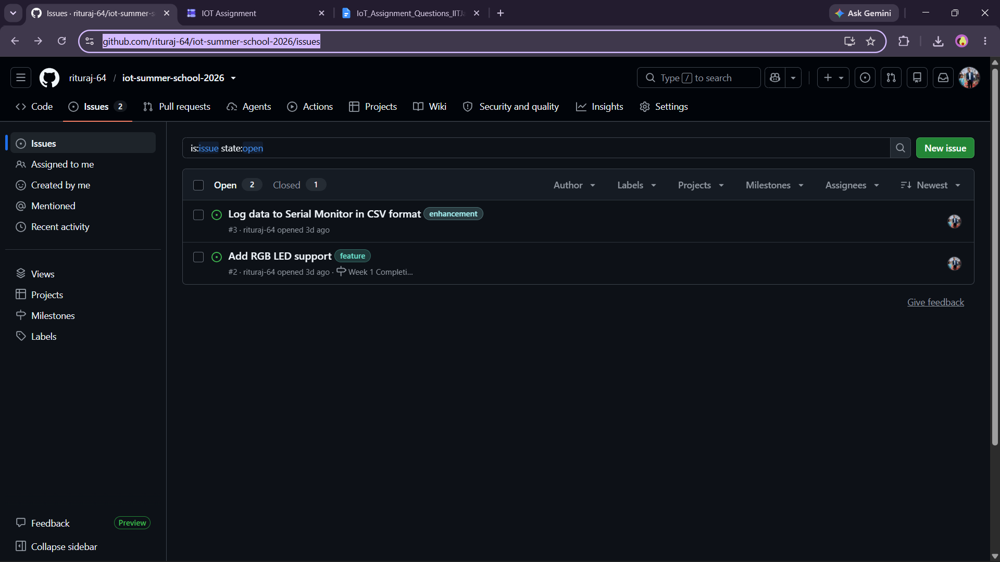 Issues · rituraj-64/iot-summer-s
IOT Assignment
IoT_Assignment_Questions_IITJ
Ask Gemini
github.com/rituraj-64/iot-summer-school-2026/issues
rituraj-64 / iot-summer-school-2026
Type / to search
Code
Issues 2
Pull requests
Agents
Actions
Projects
Wiki
Security and quality
Insights
Settings
Issues
Assigned to me
Created by me
Mentioned
Recent activity
Views
Projects
Milestones
Labels
Feedback Preview
Collapse sidebar
is:issue state:open
New issue
Open 2 Closed 1 Author Labels Projects Milestones Assignees Newest
Log data to Serial Monitor in CSV format enhancement
#3 · rituraj-64 opened 3d ago
Add RGB LED support feature
#2 · rituraj-64 opened 3d ago · Week 1 Completi...
Give feedback